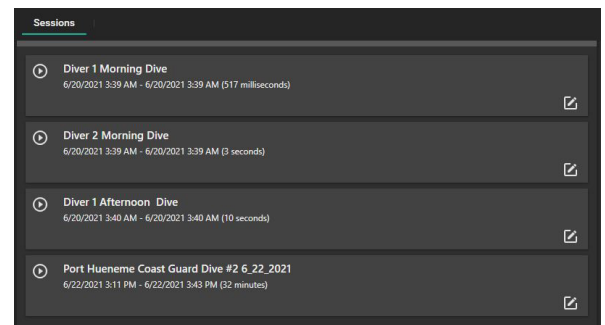 Sessions
Diver 1 Morning Dive
6/20/2021 3:39 AM - 6/20/2021 3:39 AM (517 milliseconds)
Diver 2 Morning Dive
6/20/2021 3:39 AM - 6/20/2021 3:39 AM (3 seconds)
Diver 1 Afternoon  Dive
6/20/2021 3:40 AM - 6/20/2021 3:40 AM (10 seconds)
Port Hueneme Coast Guard Dive #2 6_22_2021
6/22/2021 3:11 PM - 6/22/2021 3:43 PM (32 minutes)